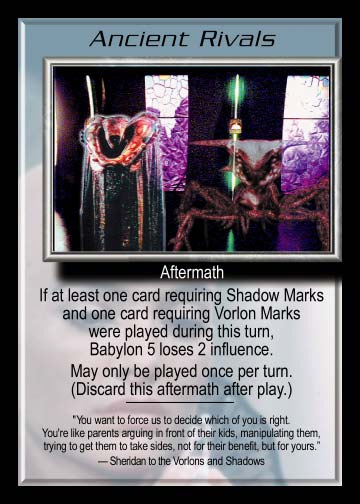 Ancient Rivals
Aftermath
If at least one card requiring Shadow Marks
and one card requiring Vorlon Marks
were played during this turn,
Babylon 5 loses 2 influence.
May only be played once per turn.
(Discard this aftermath after play.)
"You want to force us to decide which of you is right.
You're like parents arguing in front of their kids, manipulating them,
trying to get them to take sides, not for their benefit, but for yours."
— Sheridan to the Vorlons and Shadows